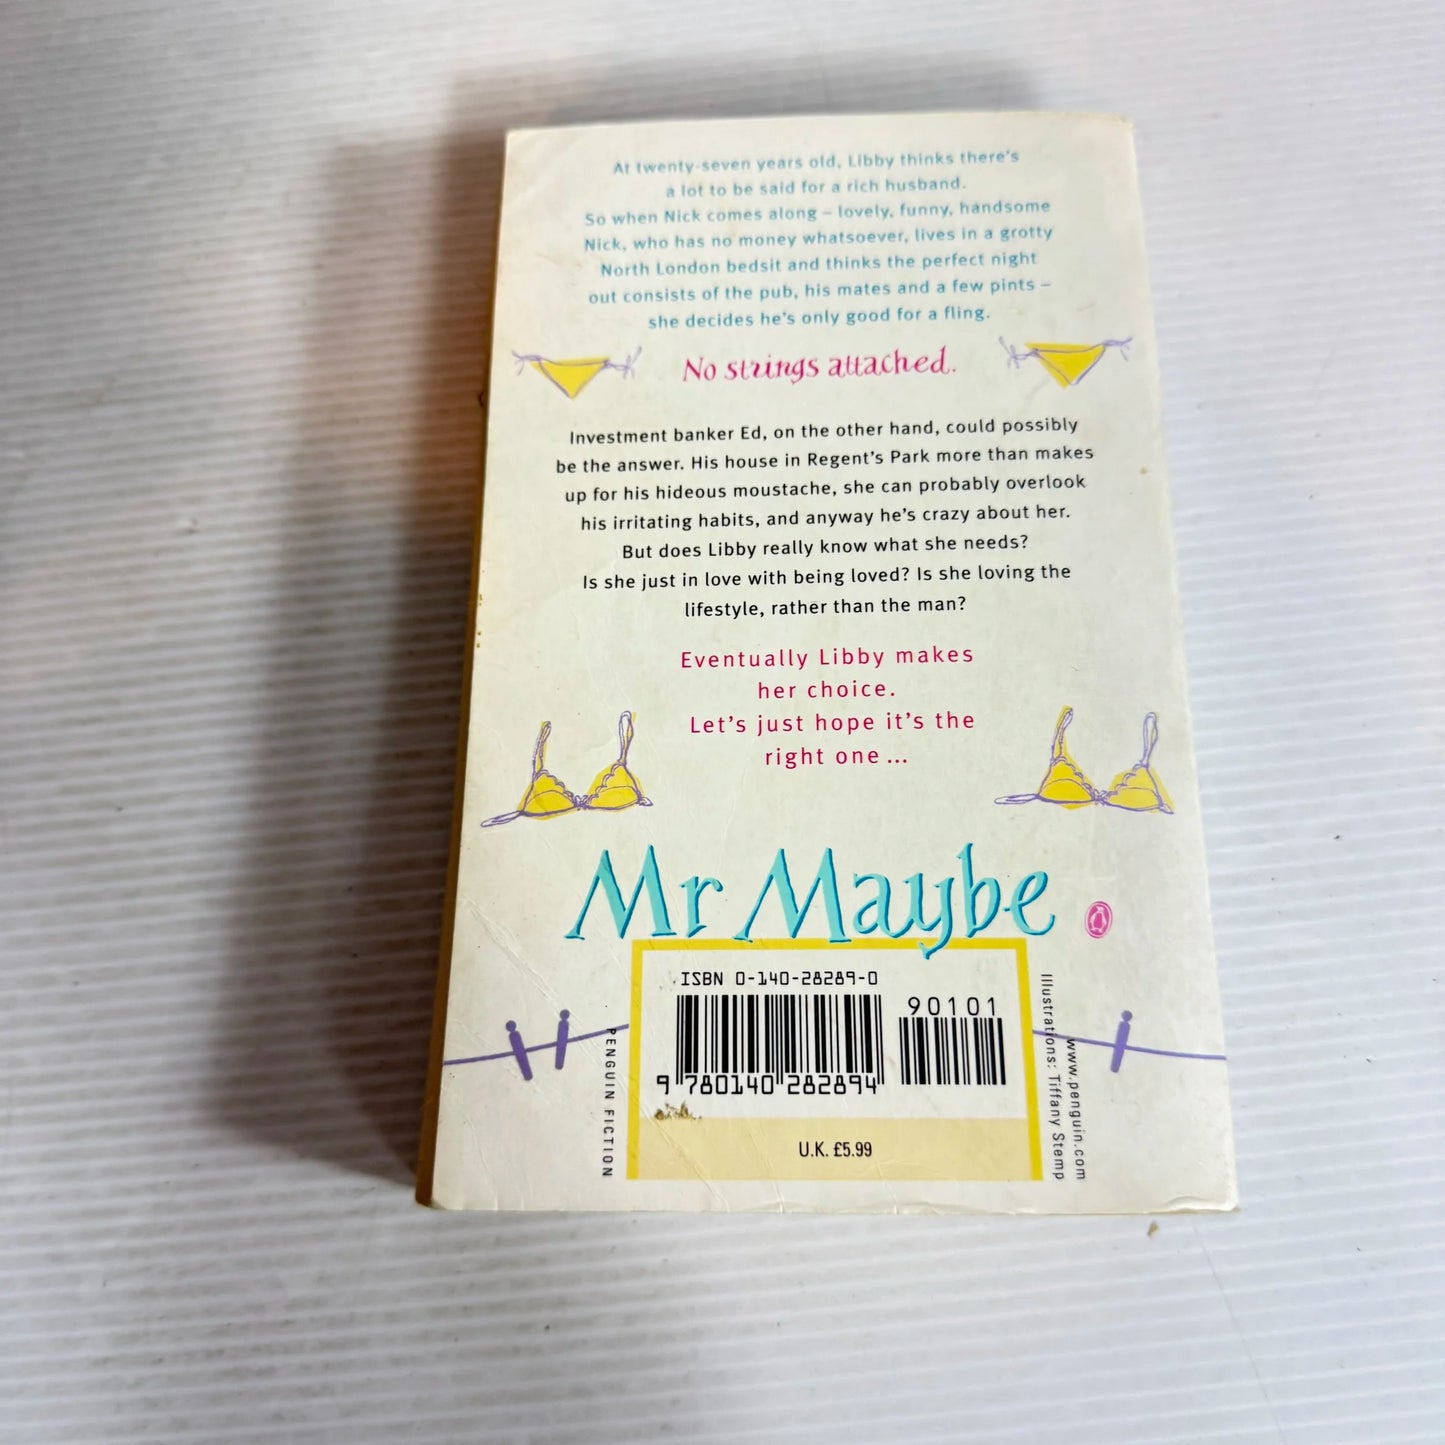 At twenty-seven years old, Libby thinks there's
a lot to be said for a rich husband.
So when Nick comes along – lovely, funny, handsome
Nick, who has no money whatsoever, lives in a grotty
North London bedsit and thinks the perfect night
out consists of the pub, his mates and a few pints –
she decides he's only good for a fling.
No strings attached.
Investment banker Ed, on the other hand, could possibly
be the answer. His house in Regent's Park more than makes
up for his hideous moustache, she can probably overlook
his irritating habits, and anyway he's crazy about her.
But does Libby really know what she needs?
Is she just in love with being loved? Is she loving the
lifestyle, rather than the man?
Eventually Libby makes
her choice.
Let's just hope it's the
right one ...
Mr Maybe
ISBN 0-140-28289-0
90101
9 780140 282894
U.K. £5.99
PENGUIN FICTION
Illustrations: Tiffany Stemp
www.penguin.com